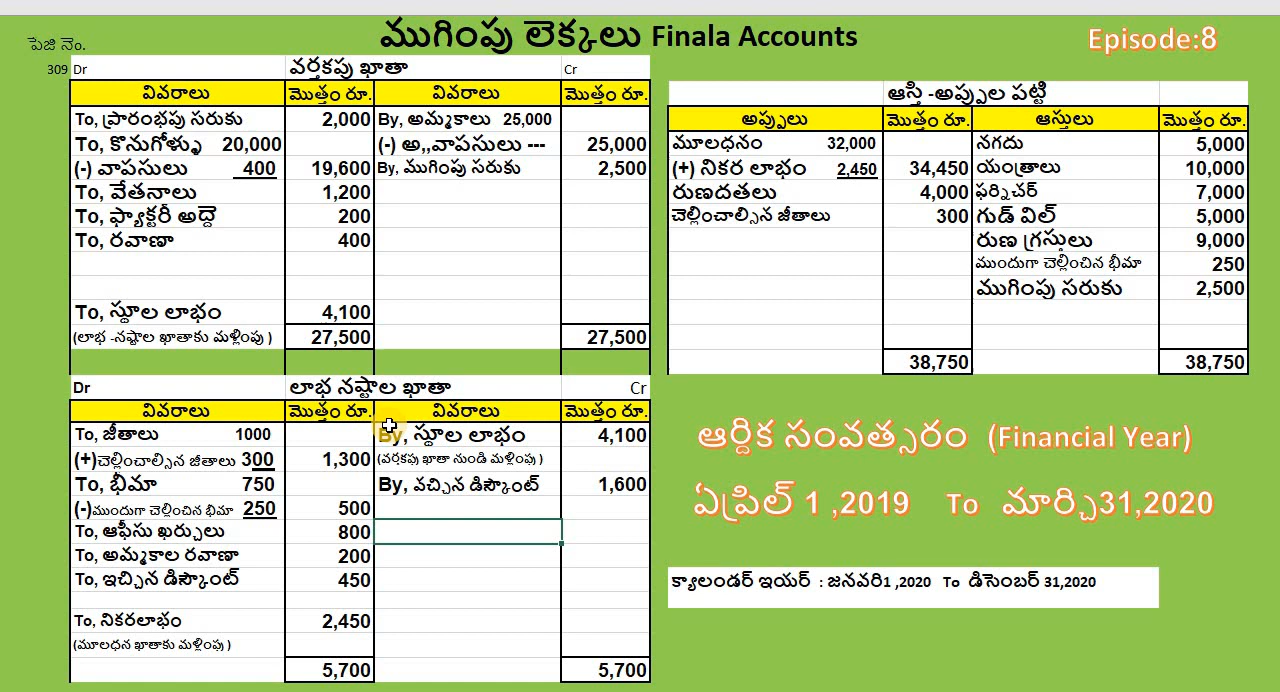 ముగింపు లెక్కలు Finala Accounts
Episode:8
పేజి నెం.
309 Dr వర్తకపు ఖాతా Cr
వివరాలు మొత్తం రూ. వివరాలు మొత్తం రూ.
To, ప్రారంభపు సరుకు 2,000 By, అమ్మకాలు 25,000
To, కొనుగోళ్ళు 20,000 (-) అ,,వాపసులు --- 25,000
(-) వాపసులు 400 19,600 By, ముగింపు సరుకు 2,500
To, వేతనాలు 1,200
To, ఫ్యాక్టరీ అద్దె 200
To, రవాణా 400
To, స్థూల లాభం 4,100
(లాభ -నష్టాల ఖాతాకు మళ్లింపు ) 27,500 27,500
ఆస్తి -అప్పుల పట్టి
అప్పులు మొత్తం రూ. ఆస్తులు మొత్తం రూ.
మూలధనం 32,000 నగదు 5,000
(+) నికర లాభం 2,450 34,450 యంత్రాలు 10,000
రుణదతలు 4,000 ఫర్నిచర్ 7,000
చెల్లించాల్సిన జీతాలు 300 గుడ్ విల్ 5,000
రుణ గ్రస్తులు 9,000
ముందుగా చెల్లించిన భీమా 250
ముగింపు సరుకు 2,500
38,750 38,750
Dr లాభ నష్టాల ఖాతా Cr
వివరాలు మొత్తం రూ. వివరాలు మొత్తం రూ.
To, జీతాలు 1000 By, స్థూల లాభం 4,100
(+)చెల్లించాల్సిన జీతాలు 300 1,300 (వర్తకపు ఖాతా నుండి మళ్లింపు )
To, భీమా 750 By, వచ్చిన డిస్కౌంట్ 1,600
(-)ముందుగా చెల్లించిన భీమా 250 500
To, ఆఫీసు ఖర్చులు 800
To, అమ్మకాల రవాణా 200
To, ఇచ్చిన డిస్కౌంట్ 450
To, నికరలాభం 2,450
(మూలధన ఖాతాకు మళ్లింపు )
5,700 5,700
ఆర్దిక సంవత్సరం (Financial Year)
ఏప్రిల్ 1 ,2019 To మార్చి31,2020
క్యాలండర్ ఇయర్ : జనవరి1 ,2020 To డిసెంబర్ 31,2020